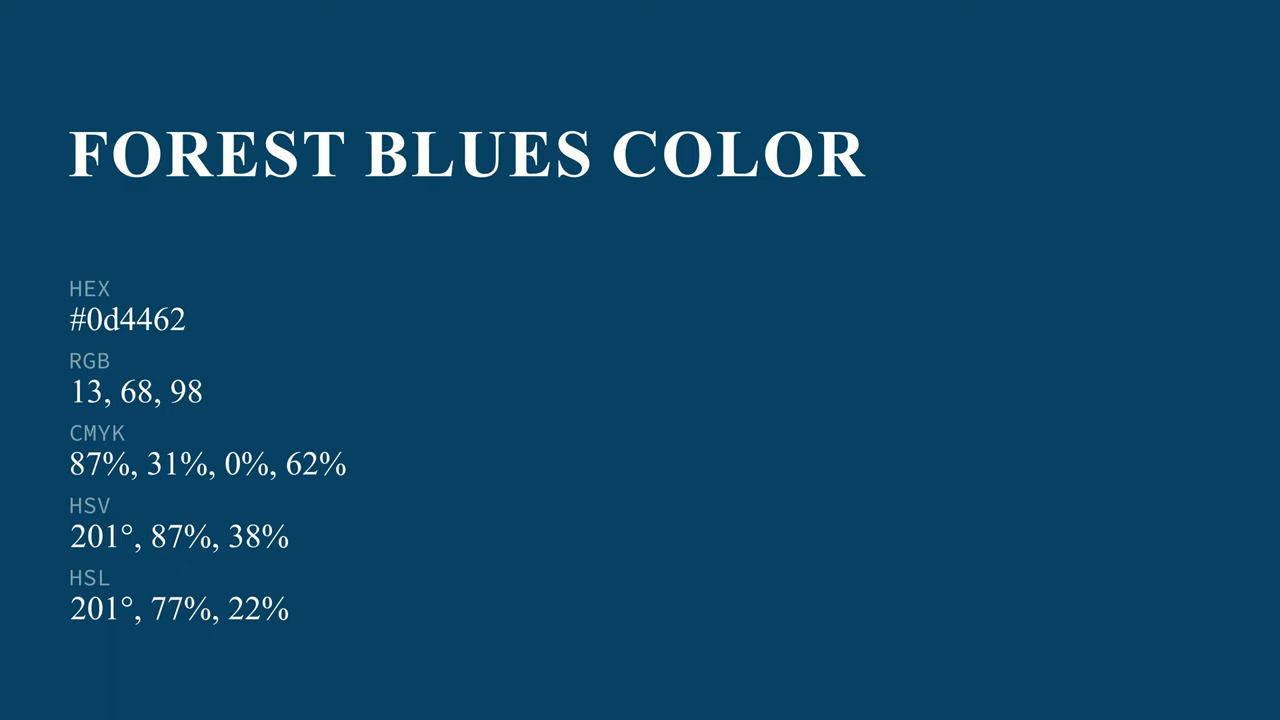 FOREST BLUES COLOR
HEX
#0d4462
RGB
13, 68, 98
CMYK
87%, 31%, 0%, 62%
HSV
201°, 87%, 38%
HSL
201°, 77%, 22%